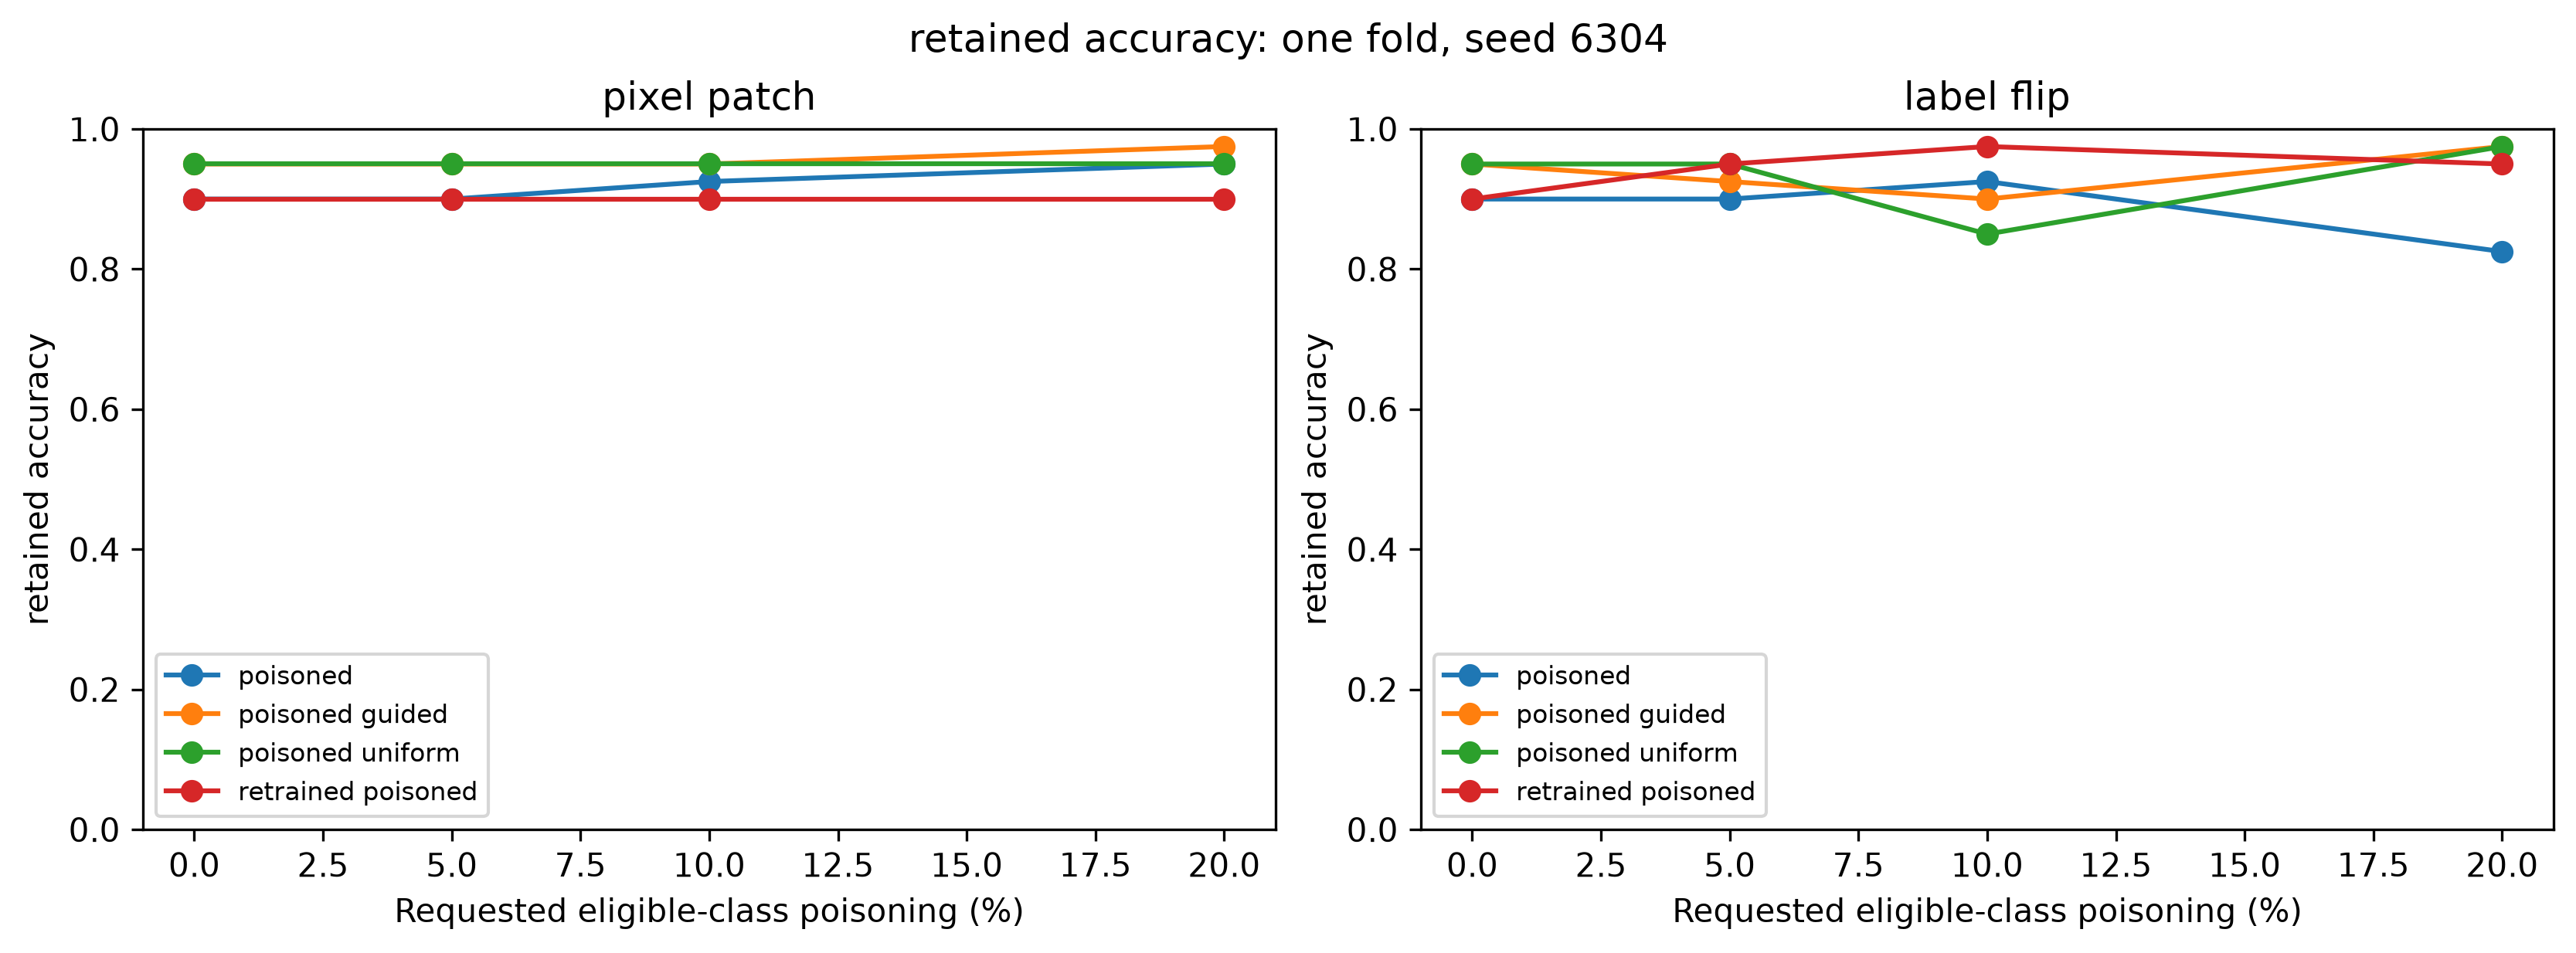 retained accuracy: one fold, seed 6304
pixel patch
retained accuracy
1.0
0.8
0.6
0.4
0.2
0.0
poisoned
poisoned guided
poisoned uniform
retrained poisoned
0.0 2.5 5.0 7.5 10.0 12.5 15.0 17.5 20.0
Requested eligible-class poisoning (%)
label flip
retained accuracy
1.0
0.8
0.6
0.4
0.2
0.0
poisoned
poisoned guided
poisoned uniform
retrained poisoned
0.0 2.5 5.0 7.5 10.0 12.5 15.0 17.5 20.0
Requested eligible-class poisoning (%)